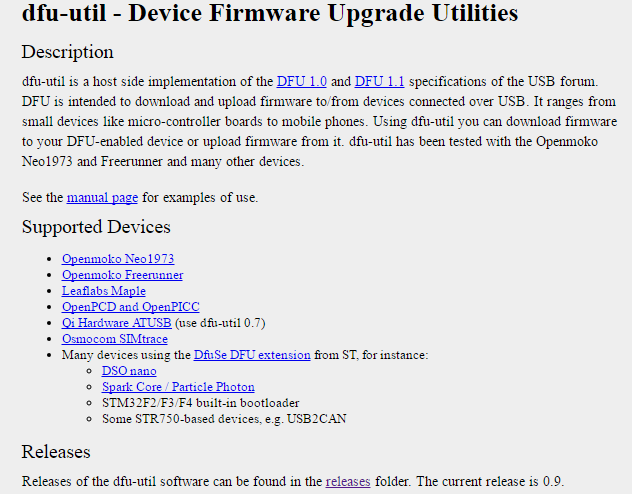 dfu-util - Device Firmware Upgrade Utilities
Description
dfu-util is a host side implementation of the DFU 1.0 and DFU 1.1 specifications of the USB forum.
DFU is intended to download and upload firmware to/from devices connected over USB. It ranges from
small devices like micro-controller boards to mobile phones. Using dfu-util you can download firmware
to your DFU-enabled device or upload firmware from it. dfu-util has been tested with the Openmoko
Neo1973 and Freerunner and many other devices.
See the manual page for examples of use.
Supported Devices
• Openmoko Neo1973
• Openmoko Freerunner
• Leaflabs Maple
• OpenPCD and OpenPICC
• Qi Hardware ATUSB (use dfu-util 0.7)
• Osmocom SIMtrace
• Many devices using the DfuSe DFU extension from ST, for instance:
◦ DSO nano
◦ Spark Core / Particle Photon
◦ STM32F2/F3/F4 built-in bootloader
◦ Some STR750-based devices, e.g. USB2CAN
Releases
Releases of the dfu-util software can be found in the releases folder. The current release is 0.9.